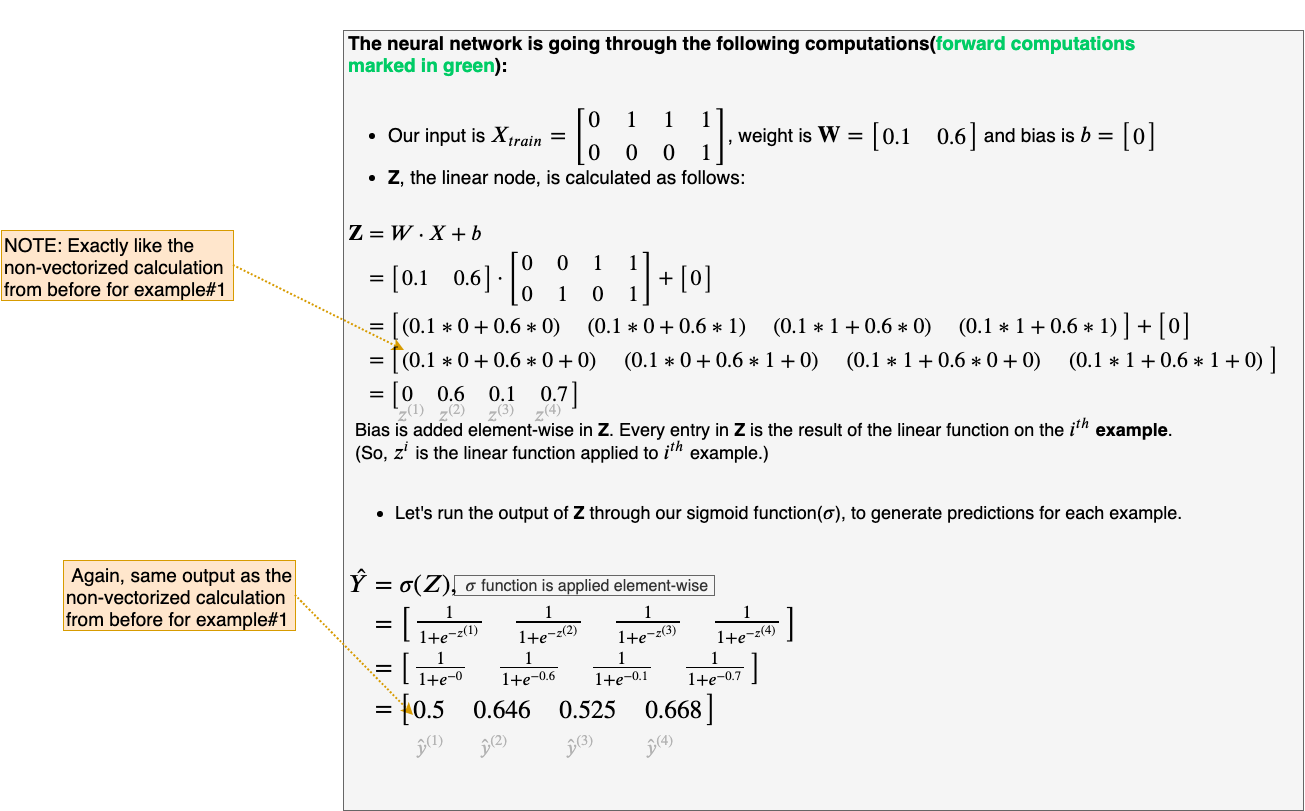 The neural network is going through the following computations(forward computations
marked in green):
• Our input is X_train = [0 1 1 1; 0 0 0 1], weight is W = [0.1 0.6] and bias is b = [0]
• Z, the linear node, is calculated as follows:
Z = W · X + b
NOTE: Exactly like the
non-vectorized calculation
from before for example#1
= [0.1 0.6] · [0 0 1 1; 0 1 0 1] + [0]
= [(0.1 * 0 + 0.6 * 0) (0.1 * 0 + 0.6 * 1) (0.1 * 1 + 0.6 * 0) (0.1 * 1 + 0.6 * 1)] + [0]
= [(0.1 * 0 + 0.6 * 0 + 0) (0.1 * 0 + 0.6 * 1 + 0) (0.1 * 1 + 0.6 * 0 + 0) (0.1 * 1 + 0.6 * 1 + 0)]
= [0 0.6 0.1 0.7]
z^(1) z^(2) z^(3) z^(4)
Bias is added element-wise in Z. Every entry in Z is the result of the linear function on the i^th example.
(So, z^i is the linear function applied to i^th example.)
• Let's run the output of Z through our sigmoid function(σ), to generate predictions for each example.
Again, same output as the
non-vectorized calculation
from before for example#1
Ŷ = σ(Z), σ function is applied element-wise
= [1/(1+e^-z^(1)) 1/(1+e^-z^(2)) 1/(1+e^-z^(3)) 1/(1+e^-z^(4))]
= [1/(1+e^-0) 1/(1+e^-0.6) 1/(1+e^-0.1) 1/(1+e^-0.7)]
= [0.5 0.646 0.525 0.668]
ŷ^(1) ŷ^(2) ŷ^(3) ŷ^(4)